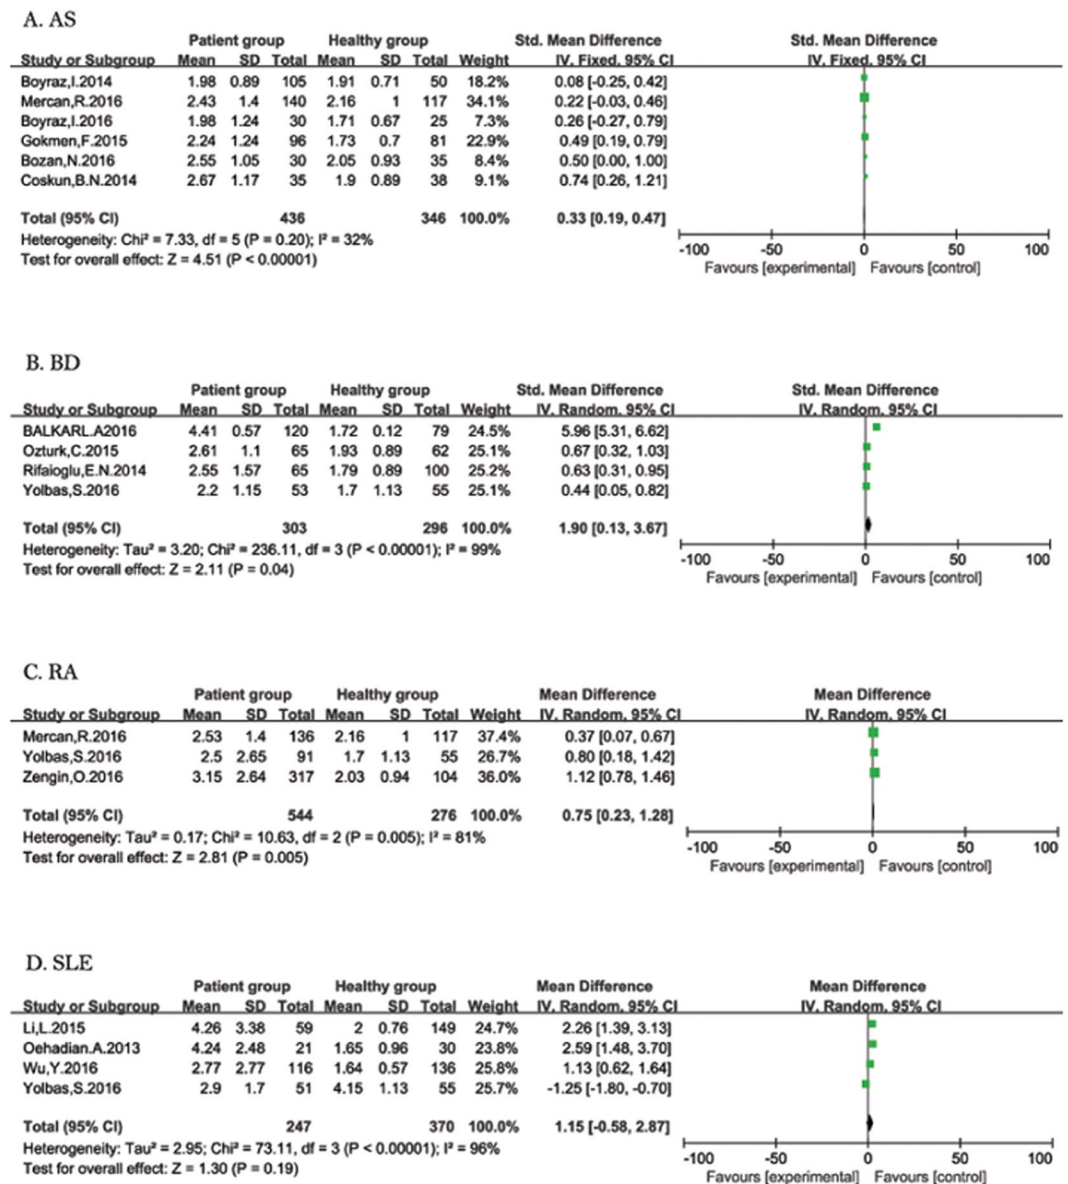 A. AS
Patient group Healthy group Std. Mean Difference Std. Mean Difference
Study or Subgroup Mean SD Total Mean SD Total Weight IV. Fixed. 95% CI IV. Fixed. 95% CI
Boyraz,I.2014 1.98 0.89 105 1.91 0.71 50 18.2% 0.08 [-0.25, 0.42]
Mercan,R.2016 2.43 1.4 140 2.16 1 117 34.1% 0.22 [-0.03, 0.46]
Boyraz,I.2016 1.98 1.24 30 1.71 0.67 25 7.3% 0.26 [-0.27, 0.79]
Gokmen,F.2015 2.24 1.24 96 1.73 0.7 81 22.9% 0.49 [0.19, 0.79]
Bozan,N.2016 2.55 1.05 30 2.05 0.93 35 8.4% 0.50 [0.00, 1.00]
Coskun,B.N.2014 2.67 1.17 35 1.9 0.89 38 9.1% 0.74 [0.26, 1.21]
Total (95% CI) 436 346 100.0% 0.33 [0.19, 0.47]
Heterogeneity: Chi² = 7.33, df = 5 (P = 0.20); I² = 32%
Test for overall effect: Z = 4.51 (P < 0.00001)
-100 -50 0 50 100
Favours [experimental] Favours [control]
B. BD
Patient group Healthy group Std. Mean Difference Std. Mean Difference
Study or Subgroup Mean SD Total Mean SD Total Weight IV. Random. 95% CI IV. Random. 95% CI
BALKARL.A2016 4.41 0.57 120 1.72 0.12 79 24.5% 5.96 [5.31, 6.62]
Ozturk,C.2015 2.61 1.1 65 1.93 0.89 62 25.1% 0.67 [0.32, 1.03]
Rifaioglu,E.N.2014 2.55 1.57 65 1.79 0.89 100 25.2% 0.63 [0.31, 0.95]
Yolbas,S.2016 2.2 1.15 53 1.7 1.13 55 25.1% 0.44 [0.05, 0.82]
Total (95% CI) 303 296 100.0% 1.90 [0.13, 3.67]
Heterogeneity: Tau² = 3.20; Chi² = 236.11, df = 3 (P < 0.00001); I² = 99%
Test for overall effect: Z = 2.11 (P = 0.04)
-100 -50 0 50 100
Favours [experimental] Favours [control]
C. RA
Patient group Healthy group Mean Difference Mean Difference
Study or Subgroup Mean SD Total Mean SD Total Weight IV. Random. 95% CI IV. Random. 95% CI
Mercan,R.2016 2.53 1.4 136 2.16 1 117 37.4% 0.37 [0.07, 0.67]
Yolbas,S.2016 2.5 2.65 91 1.7 1.13 55 26.7% 0.80 [0.18, 1.42]
Zengin,O.2016 3.15 2.64 317 2.03 0.94 104 36.0% 1.12 [0.78, 1.46]
Total (95% CI) 544 276 100.0% 0.75 [0.23, 1.28]
Heterogeneity: Tau² = 0.17; Chi² = 10.63, df = 2 (P = 0.005); I² = 81%
Test for overall effect: Z = 2.81 (P = 0.005)
-100 -50 0 50 100
Favours [experimental] Favours [control]
D. SLE
Patient group Healthy group Mean Difference Mean Difference
Study or Subgroup Mean SD Total Mean SD Total Weight IV. Random. 95% CI IV. Random. 95% CI
Li,L.2015 4.26 3.38 59 2 0.76 149 24.7% 2.26 [1.39, 3.13]
Oehadian.A.2013 4.24 2.48 21 1.65 0.96 30 23.8% 2.59 [1.48, 3.70]
Wu,Y.2016 2.77 2.77 116 1.64 0.57 136 25.8% 1.13 [0.62, 1.64]
Yolbas,S.2016 2.9 1.7 51 4.15 1.13 55 25.7% -1.25 [-1.80, -0.70]
Total (95% CI) 247 370 100.0% 1.15 [-0.58, 2.87]
Heterogeneity: Tau² = 2.95; Chi² = 73.11, df = 3 (P < 0.00001); I² = 96%
Test for overall effect: Z = 1.30 (P = 0.19)
-100 -50 0 50 100
Favours [experimental] Favours [control]